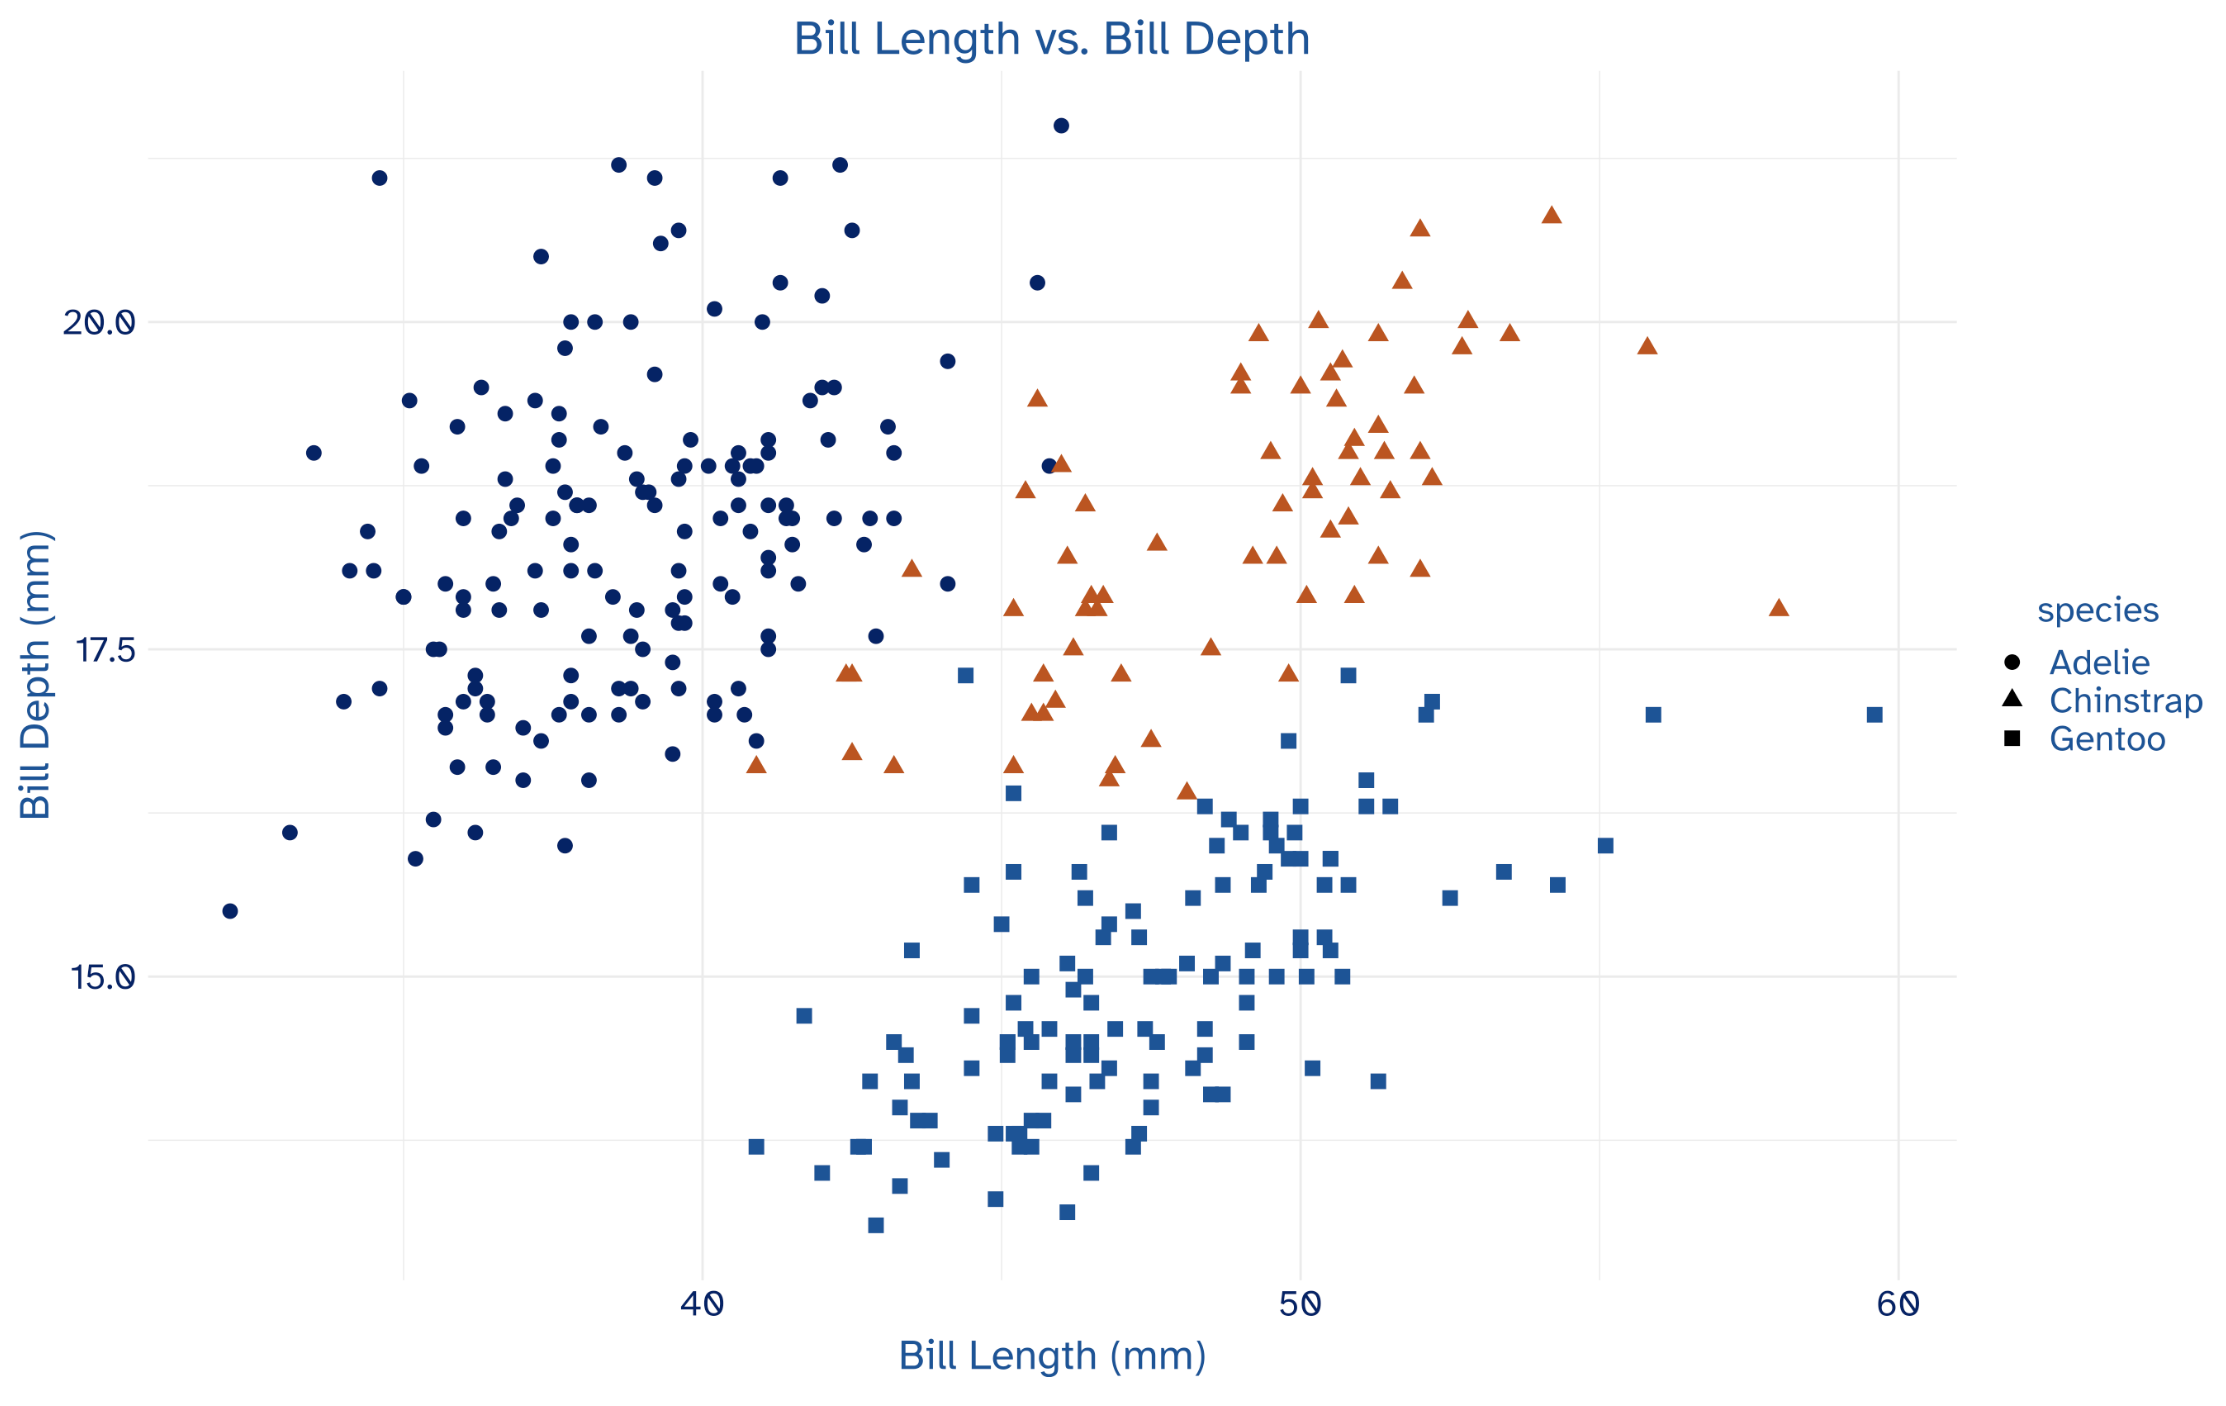 Bill Length vs. Bill Depth
Bill Depth (mm)
20.0
17.5
15.0
40
50
60
Bill Length (mm)
species
Adelie
Chinstrap
Gentoo